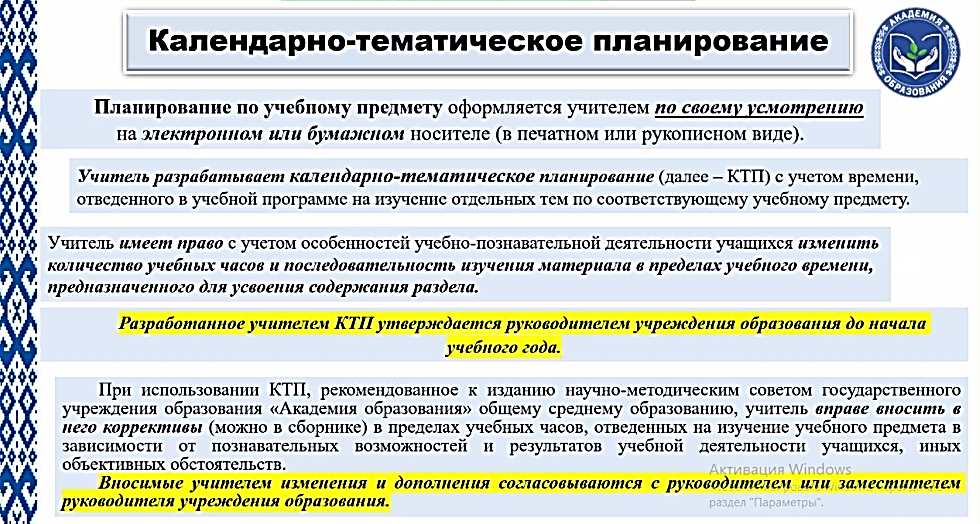 Календарно-тематическое планирование
АКАДЕМИЯ
ОБРАЗОВАНИЯ
Планирование по учебному предмету оформляется учителем по своему усмотрению
на электронном или бумажном носителе (в печатном или рукописном виде).
Учитель разрабатывает календарно-тематическое планирование (далее – КТП) с учетом времени,
отведенного в учебной программе на изучение отдельных тем по соответствующему учебному предмету.
Учитель имеет право с учетом особенностей учебно-познавательной деятельности учащихся изменить
количество учебных часов и последовательность изучения материала в пределах учебного времени,
предназначенного для усвоения содержания раздела.
Разработанное учителем КТП утверждается руководителем учреждения образования до начала
учебного года.
При использовании КТП, рекомендованное к изданию научно-методическим советом государственного
учреждения образования «Академия образования» общему среднему образованию, учитель вправе вносить в
него коррективы (можно в сборнике) в пределах учебных часов, отведенных на изучение учебного предмета в
зависимости от познавательных возможностей и результатов учебной деятельности учащихся, иных
объективных обстоятельств.
Активация Windows
Вносимые учителем изменения и дополнения согласовываются с руководителем или заместителем
руководителя учреждения образования.
раздел "Параметры".